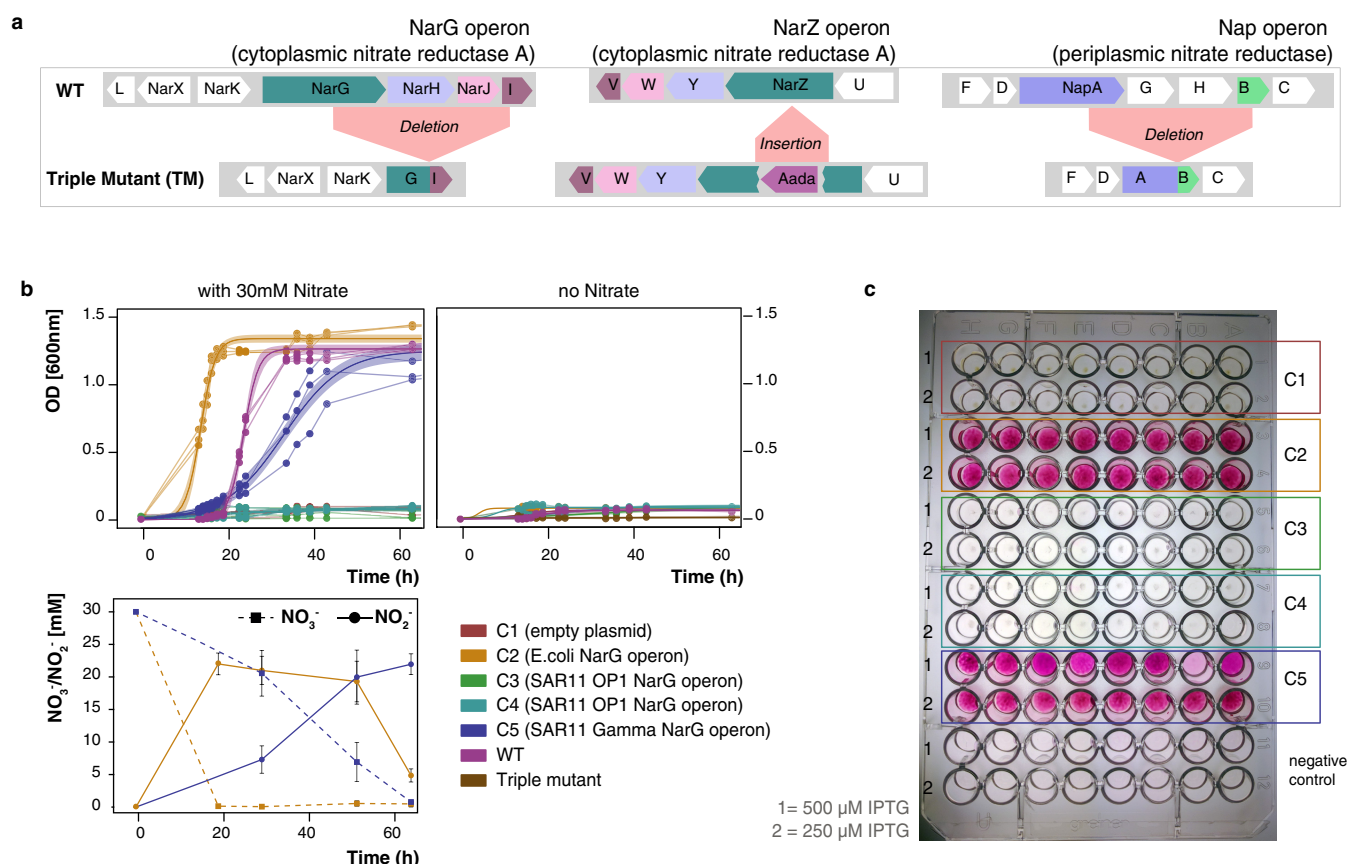 a
NarG operon
(cytoplasmic nitrate reductase A)
NarZ operon
(cytoplasmic nitrate reductase A)
Nap operon
(periplasmic nitrate reductase)
WT
L NarX NarK NarG NarH NarJ I
V W Y NarZ U
F D NapA G H B C
Deletion
Insertion
Deletion
Triple Mutant (TM)
L NarX NarK G I
V W Y Aada U
F D A B C
b
with 30mM Nitrate
no Nitrate
OD [600nm]
1.5
1.0
0.5
0
1.5
1.0
0.5
0
0 20 40 60
0 20 40 60
Time (h)
Time (h)
NO3-/NO2- [mM]
30
25
20
15
10
5
0
NO3-
NO2-
0 20 40 60
Time (h)
C1 (empty plasmid)
C2 (E.coli NarG operon)
C3 (SAR11 OP1 NarG operon)
C4 (SAR11 OP1 NarG operon)
C5 (SAR11 Gamma NarG operon)
WT
Triple mutant
c
H G F E D C B A
1
2
C1
1
2
C2
1
2
C3
1
2
C4
1
2
C5
1
2
negative
control
1= 500 µM IPTG
2 = 250 µM IPTG